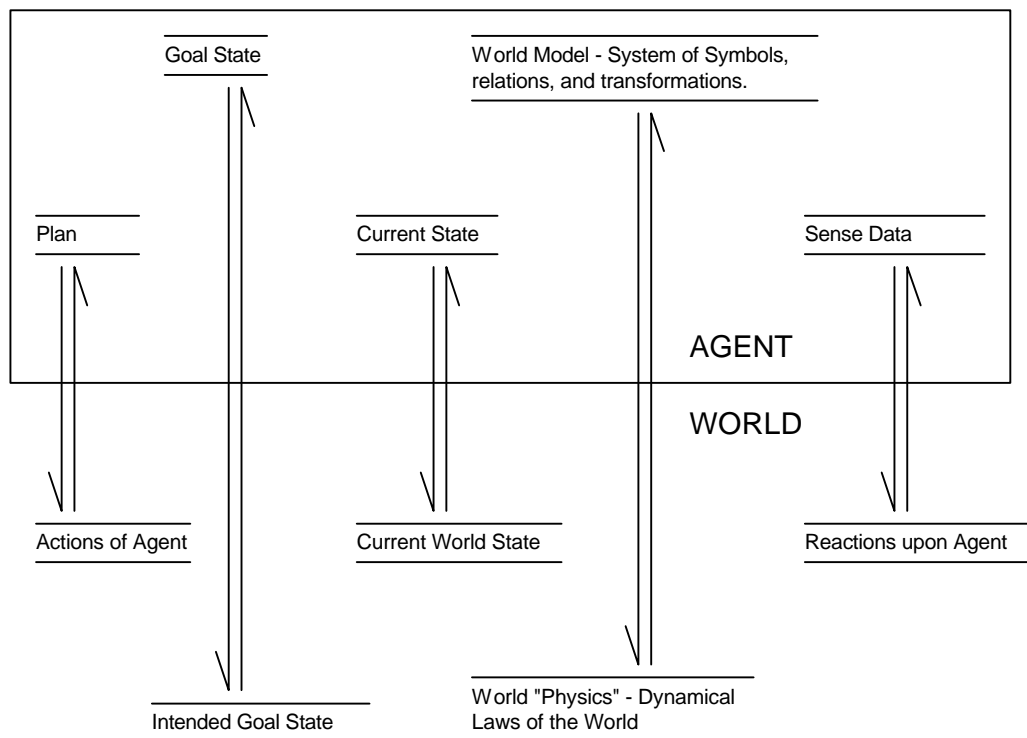 Goal State
World Model - System of Symbols,
relations, and transformations.
Plan
Current State
Sense Data
AGENT
WORLD
Actions of Agent
Current World State
Reactions upon Agent
Intended Goal State
World "Physics" - Dynamical
Laws of the World